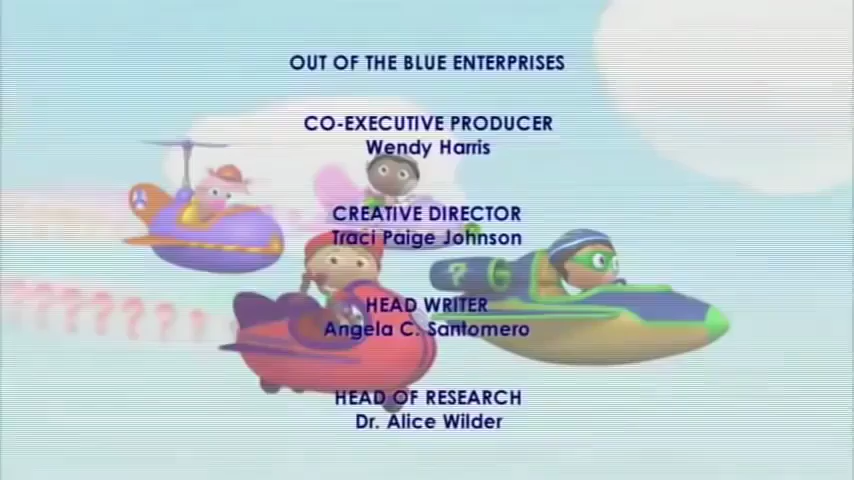 OUT OF THE BLUE ENTERPRISES
CO-EXECUTIVE PRODUCER
Wendy Harris
CREATIVE DIRECTOR
Traci Paige Johnson
HEAD WRITER
Angela C. Santomero
HEAD OF RESEARCH
Dr. Alice Wilder